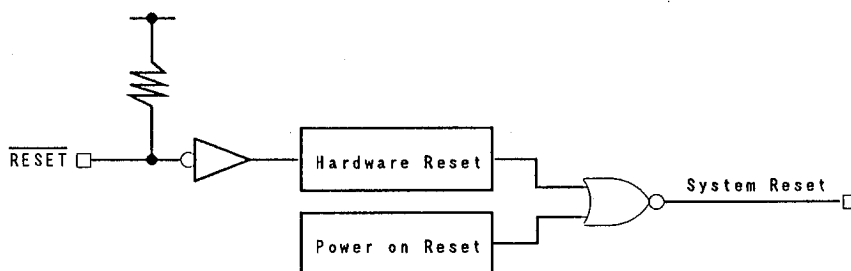 RESET
Hardware Reset
System Reset
Power on Reset